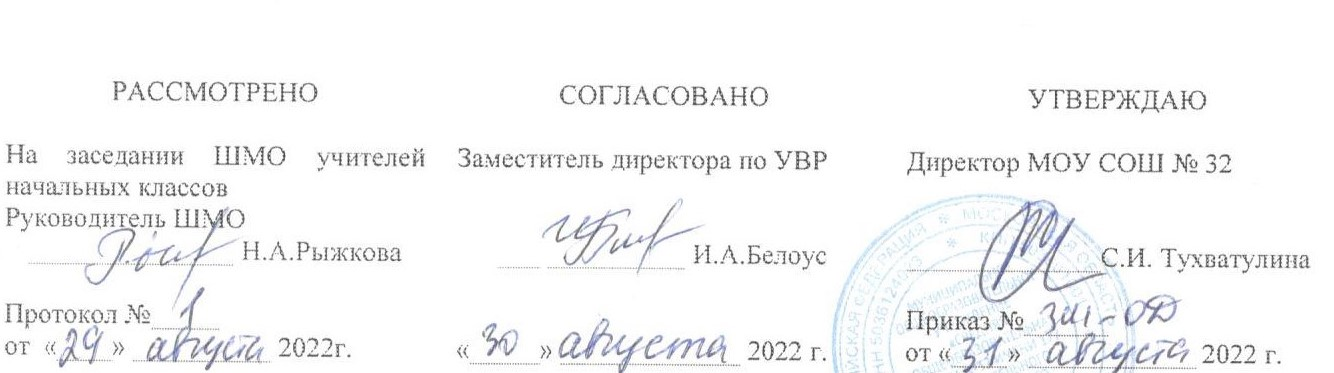 РАССМОТРЕНО
На заседании ШМО учителей
начальных классов
Руководитель ШМО
Н.А.Рыжкова
Протокол № 1
от «29» августа 2022г.
СОГЛАСОВАНО
Заместитель директора по УВР
И.А.Белоус
«30» августа 2022 г.
УТВЕРЖДАЮ
Директор МОУ СОШ № 32
С.И. Тухватулина
Приказ № -ОД
от «31» августа 2022 г.